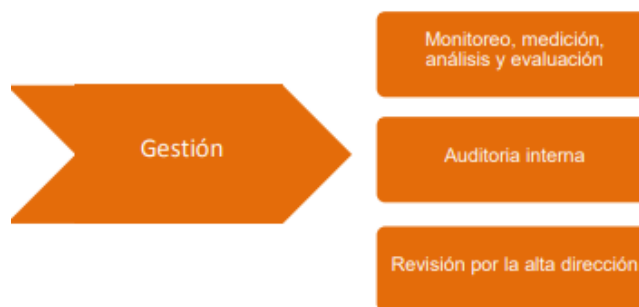 Gestión
Monitoreo, medición,
análisis y evaluación
Auditoria interna
Revisión por la alta dirección